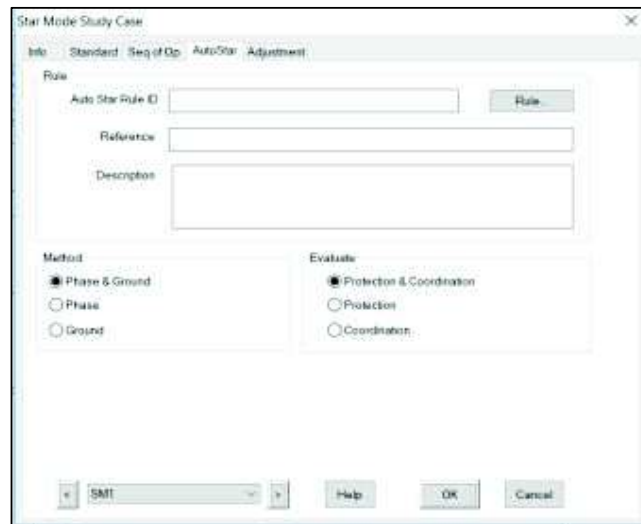 Star Mode Study Case
Info Standard Seq of Op AutoStar Adjustment
Rule
Auto Star Rule ID Rule...
Reference
Description
Method Evaluate
Phase & Ground Protection & Coordination
Phase Protection
Ground Coordination
< SM1 > Help OK Cancel